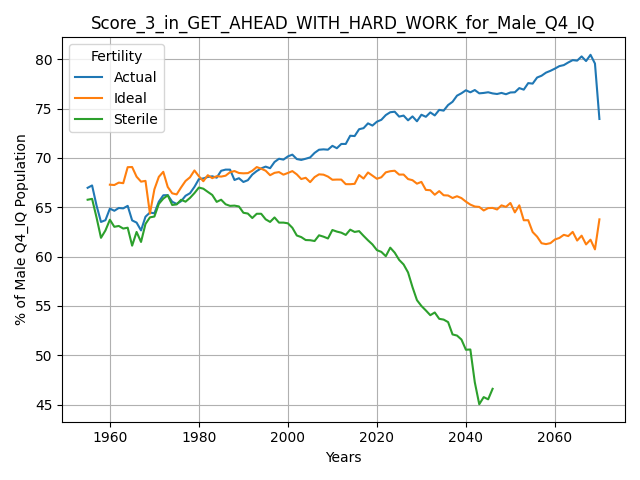 Score_3_in_GET_AHEAD_WITH_HARD_WORK_for_Male_Q4_IQ
Fertility
Actual
Ideal
Sterile
% of Male Q4_IQ Population
80
75
70
65
60
55
50
45
1960 1980 2000 2020 2040 2060
Years